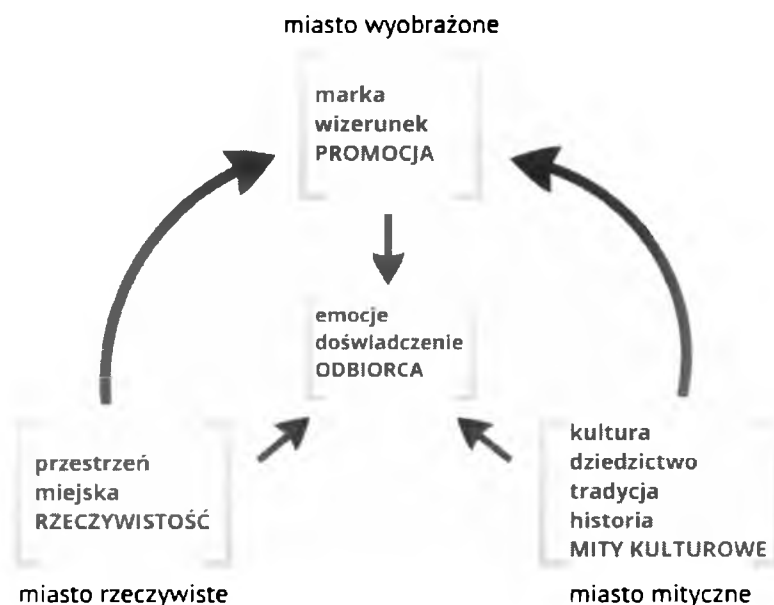 miasto wyobrażone
marka
wizerunek
PROMOCJA
emocje
doświadczenie
ODBIORCA
przestrzeń
miejska
RZECZYWISTOŚĆ
miasto rzeczywiste
kultura
dziedzictwo
tradycja
historia
MITY KULTUROWE
miasto mityczne